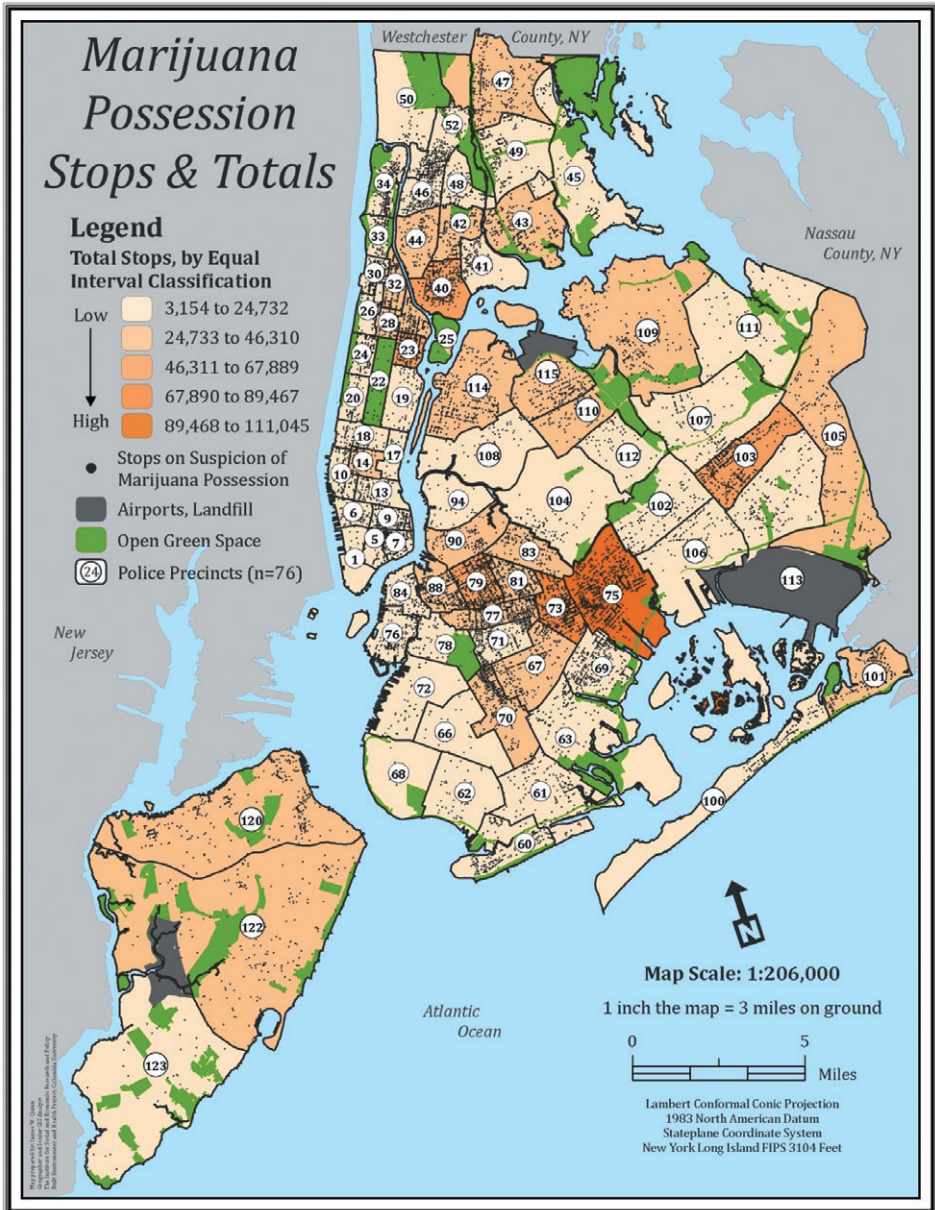 Westchester County, NY
Marijuana
Possession
Stops & Totals
Legend
Total Stops, by Equal
Interval Classification
Low
High
3,154 to 24,732
24,733 to 46,310
46,311 to 67,889
67,890 to 89,467
89,468 to 111,045
Stops on Suspicion of
Marijuana Possession
Airports, Landfill
Open Green Space
24 Police Precincts (n=76)
Nassau
County, NY
New
Jersey
Atlantic
Ocean
47
50
52
49
45
34
46
48
43
42
33
44
41
30
32
40
26
28
25
24
23
22
20
19
18
17
14
10
13
6
9
5
7
1
109
111
115
114
110
107
105
103
108
112
104
102
94
106
90
83
113
84
88
79
81
73
75
77
76
78
71
67
69
101
72
70
66
63
68
62
61
100
60
120
122
123
N
Map Scale: 1:206,000
1 inch the map = 3 miles on ground
0 5
Miles
Lambert Conformal Conic Projection
1983 North American Datum
Stateplane Coordinate System
New York Long Island FIPS 3104 Feet